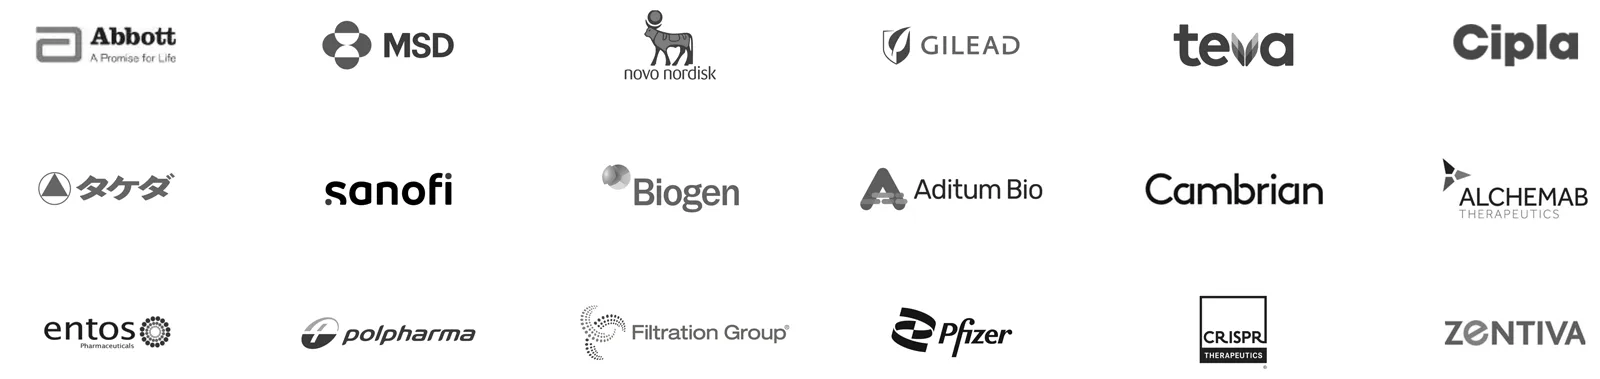 Abbott
A Promise for Life
MSD
novo nordisk
GILEAD
teva
Cipla
タケダ
sanofi
Biogen
Aditum Bio
Cambrian
ALCHEMAB
THERAPEUTICS
entos
Pharmaceuticals
polpharma
Filtration Group®
Pfizer
CRISPR
THERAPEUTICS
®
ZENTIVA